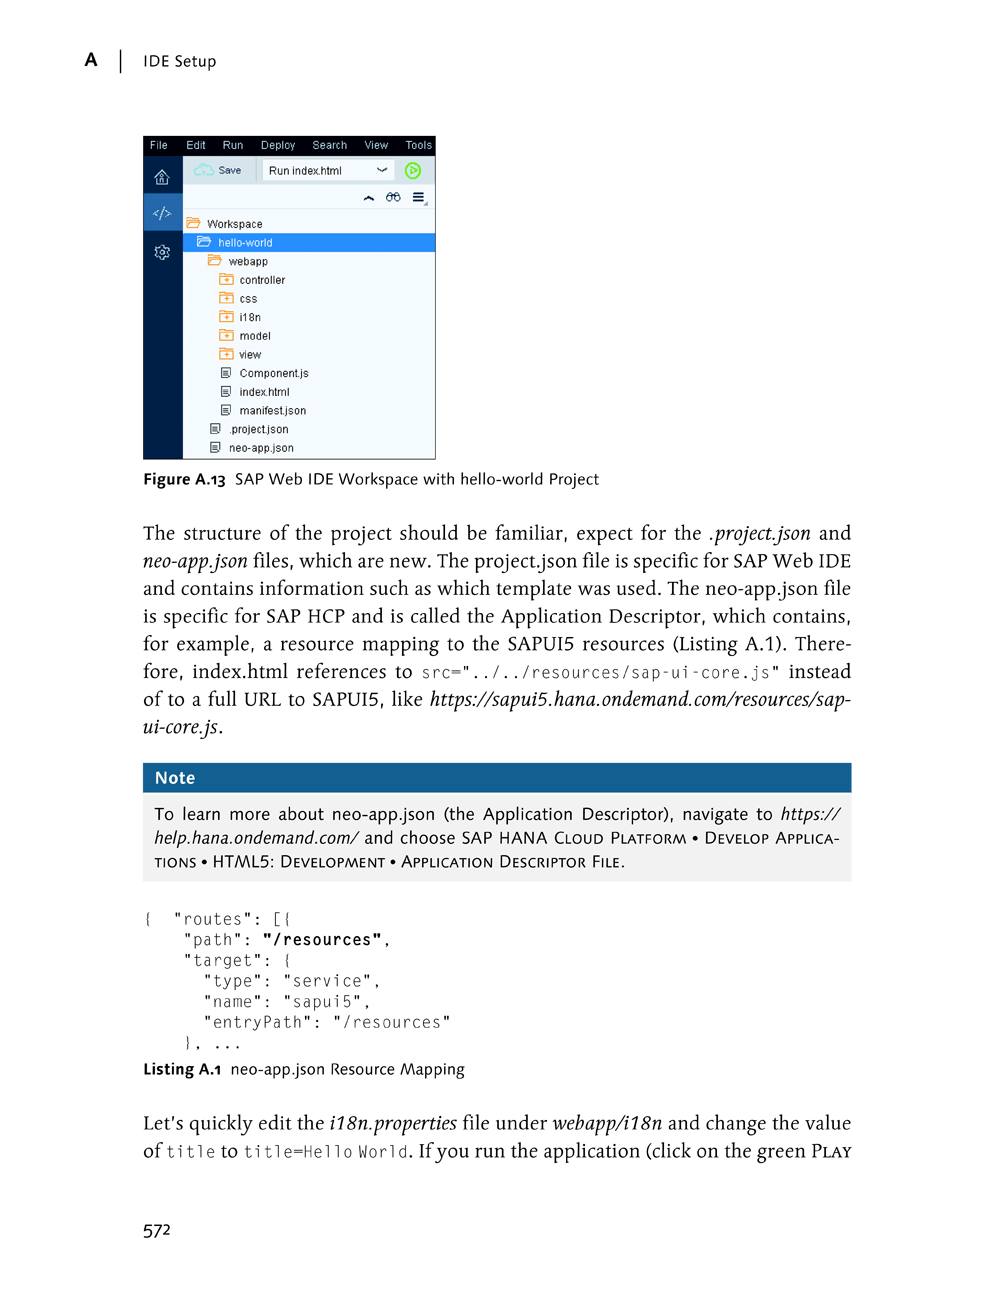 A | IDE Setup
File Edit Run Deploy Search View Tools
Save Run index.html
</>
Workspace
hello-world
webapp
controller
css
i18n
model
view
Component.js
index.html
manifest.json
.project.json
neo-app.json
Figure A.13 SAP Web IDE Workspace with hello-world Project
The structure of the project should be familiar, expect for the .project.json and
neo-app.json files, which are new. The project.json file is specific for SAP Web IDE
and contains information such as which template was used. The neo-app.json file
is specific for SAP HCP and is called the Application Descriptor, which contains,
for example, a resource mapping to the SAPUI5 resources (Listing A.1). There-
fore, index.html references to src="../../resources/sap-ui-core.js" instead
of to a full URL to SAPUI5, like https://sapui5.hana.ondemand.com/resources/sap-
ui-core.js.
Note
To learn more about neo-app.json (the Application Descriptor), navigate to https://
help.hana.ondemand.com/ and choose SAP HANA Cloud Platform • Develop Applica-
tions • HTML5: Development • Application Descriptor File.
{ "routes": [{
"path": "/resources",
"target": {
"type": "service",
"name": "sapui5",
"entryPath": "/resources"
}, ...
Listing A.1 neo-app.json Resource Mapping
Let's quickly edit the i18n.properties file under webapp/i18n and change the value
of title to title=Hello World. If you run the application (click on the green Play
572